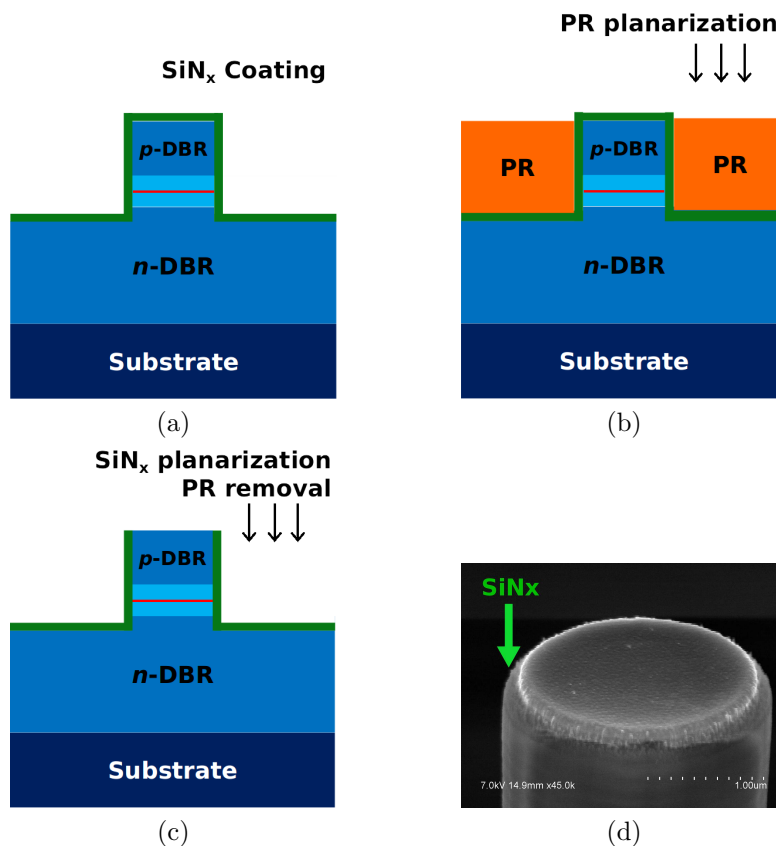 SiNₓ Coating
p-DBR
n-DBR
Substrate
(a)
PR planarization
PR
p-DBR
PR
n-DBR
Substrate
(b)
SiNₓ planarization
PR removal
p-DBR
n-DBR
Substrate
(c)
SiNx
7.0kV 14.9mm x45.0k
1.00um
(d)